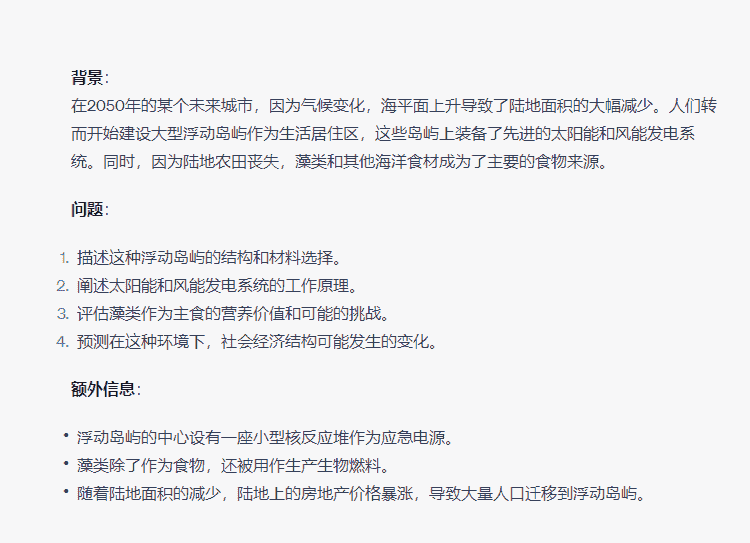 背景：
在2050年的某个未来城市，因为气候变化，海平面上升导致了陆地面积的大幅减少。人们转
而开始建设大型浮动岛屿作为生活居住区，这些岛屿上装备了先进的太阳能和风能发电系
统。同时，因为陆地农田丧失，藻类和其他海洋食材成为了主要的食物来源。
问题：
1. 描述这种浮动岛屿的结构和材料选择。
2. 阐述太阳能和风能发电系统的工作原理。
3. 评估藻类作为主食的营养价值和可能的挑战。
4. 预测在这种环境下，社会经济结构可能发生的变化。
额外信息：
• 浮动岛屿的中心设有一座小型核反应堆作为应急电源。
• 藻类除了作为食物，还被用作生产生物燃料。
• 随着陆地面积的减少，陆地上的房地产价格暴涨，导致大量人口迁移到浮动岛屿。